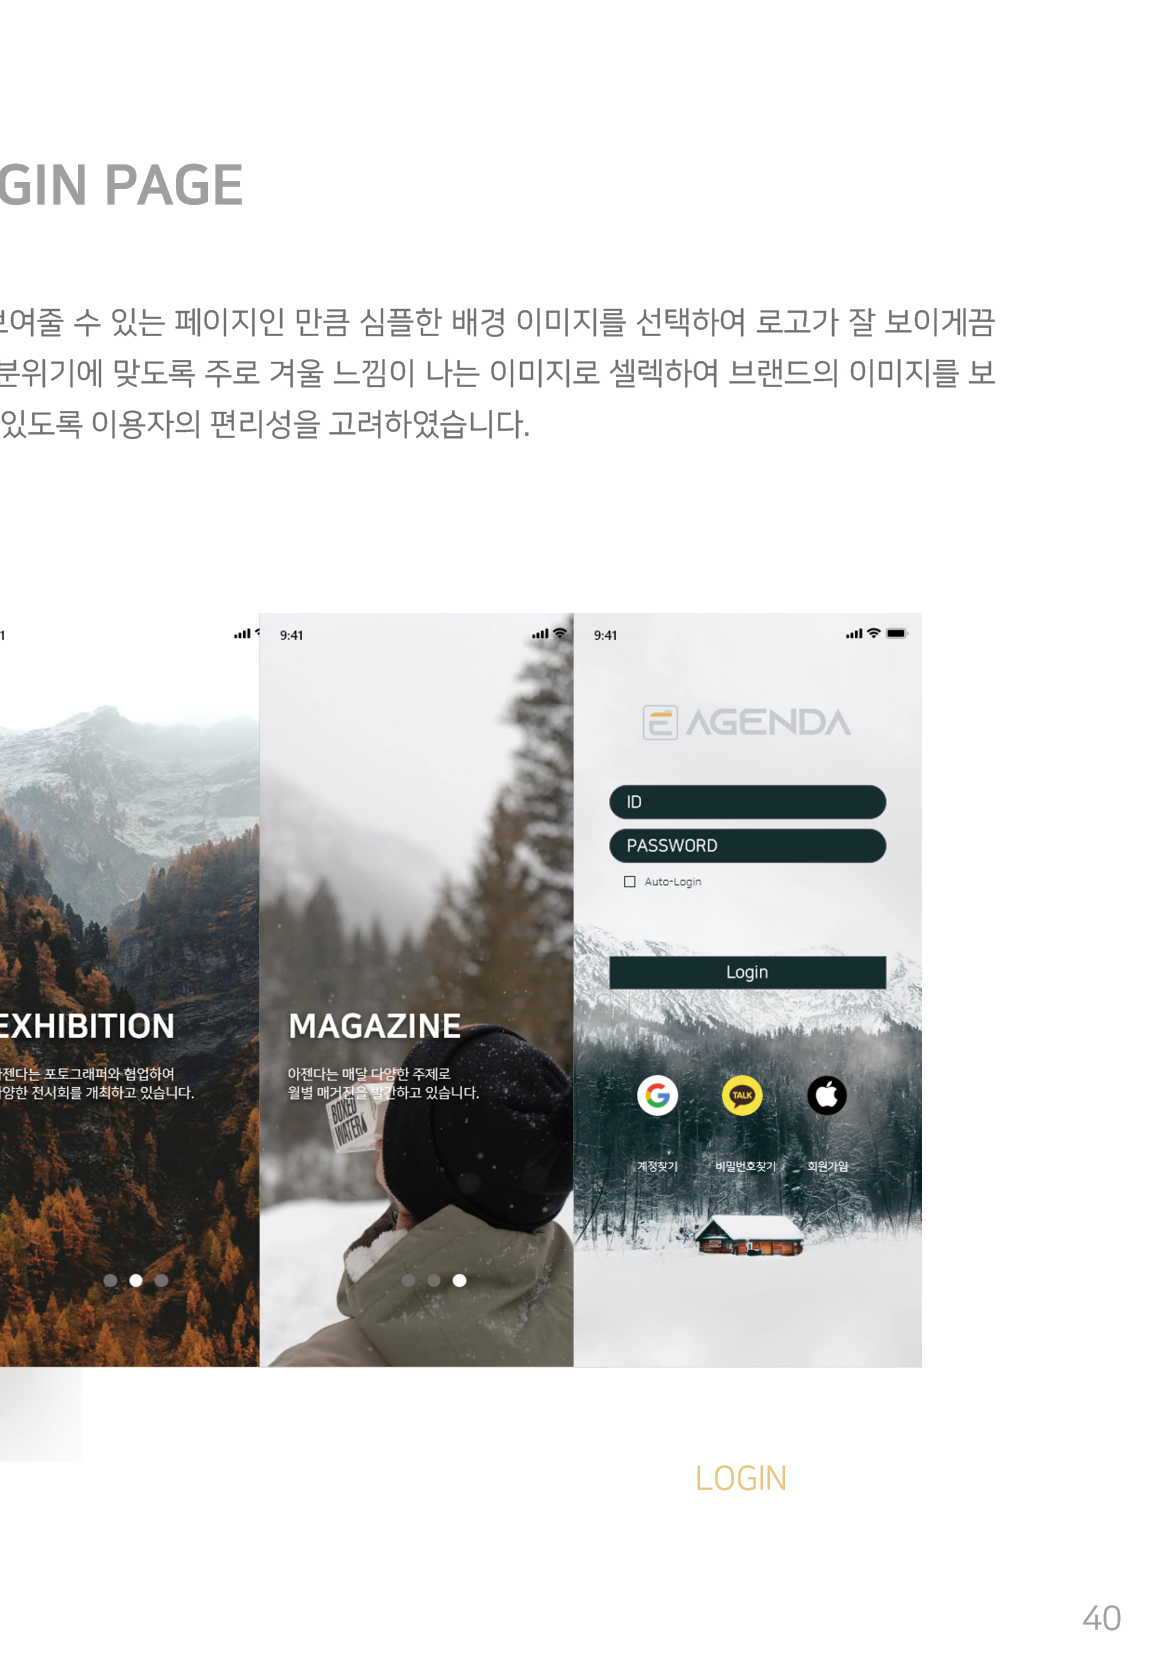 GIN PAGE
보여줄 수 있는 페이지인 만큼 심플한 배경 이미지를 선택하여 로고가 잘 보이게끔
분위기에 맞도록 주로 겨울 느낌이 나는 이미지로 셀렉하여 브랜드의 이미지를 보
있도록 이용자의 편리성을 고려하였습니다.
1
EXHIBITION
아젠다는 포토그래퍼와 협업하여
다양한 전시회를 개최하고 있습니다.
9:41
MAGAZINE
아젠다는 매달 다양한 주제로
월별 매거진을 발간하고 있습니다.
BOXED
WATER
9:41
E AGENDA
ID
PASSWORD
Auto-Login
Login
G TALK
계정찾기 비밀번호찾기 회원가입
LOGIN
40